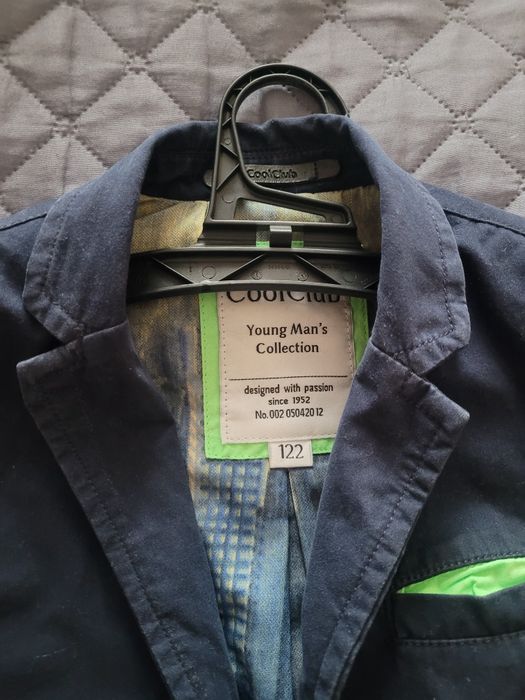 CoolClub
CoolClub
Young Man's
Collection
designed with passion
since 1952
No. 002 050420 12
122